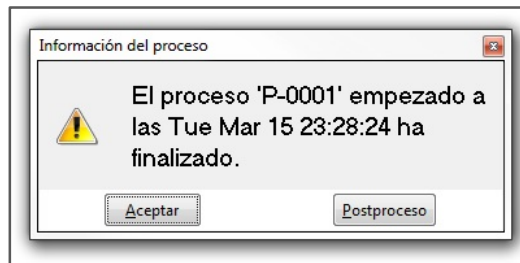 Información del proceso
El proceso 'P-0001' empezado a
las Tue Mar 15 23:28:24 ha
finalizado.
Aceptar
Postproceso